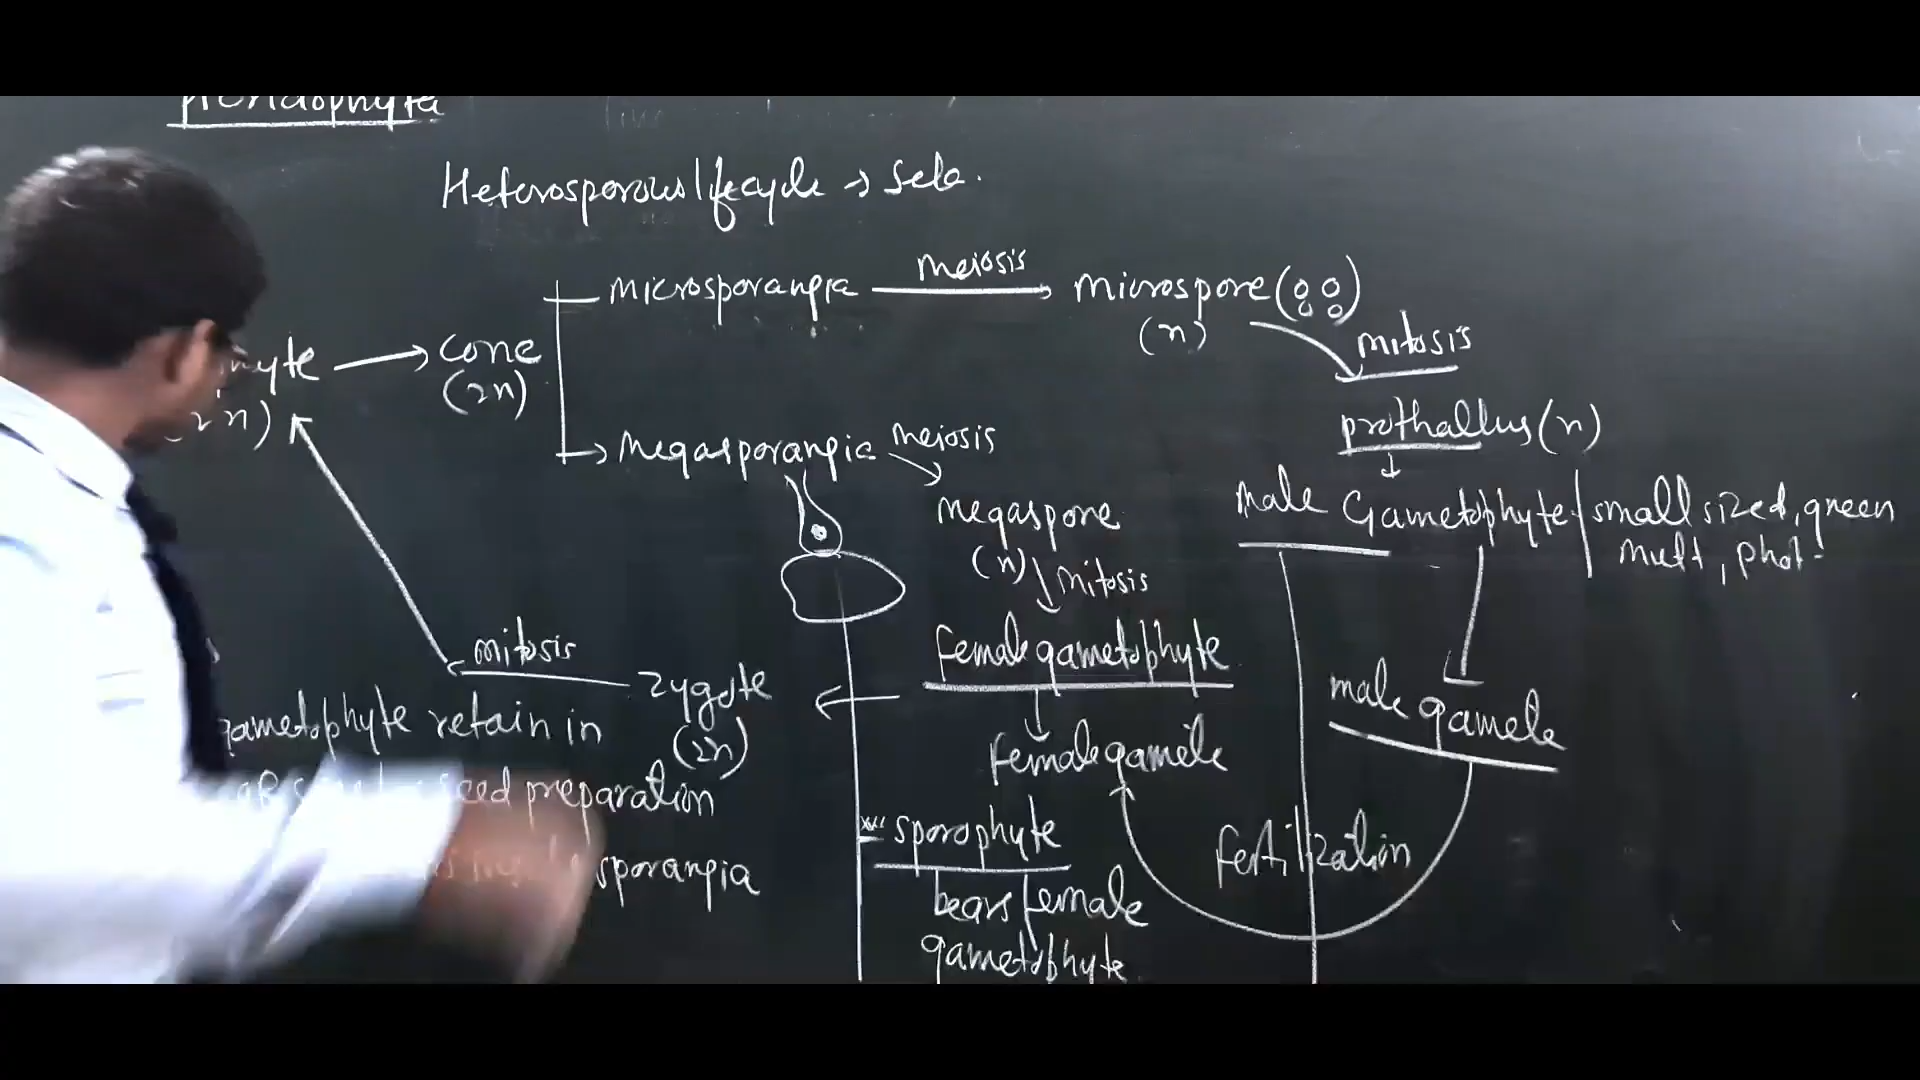 Heterosporous lifecycle → Sela.
Microsporangia meiosis → Microspore
(n)
mitosis
Cone
(2n)
prothallus (n)
Megasporangia meiosis
male Gametophyte / small sized, green
mult, phot-
megaspore
(n) ↓ mitosis
female gametophyte
mitosis
zygote
(2n)
male gamete
female gamete
gametophyte retain in
seed preparation
sporophyte
fertilization
sporangia
bears female
gametophyte